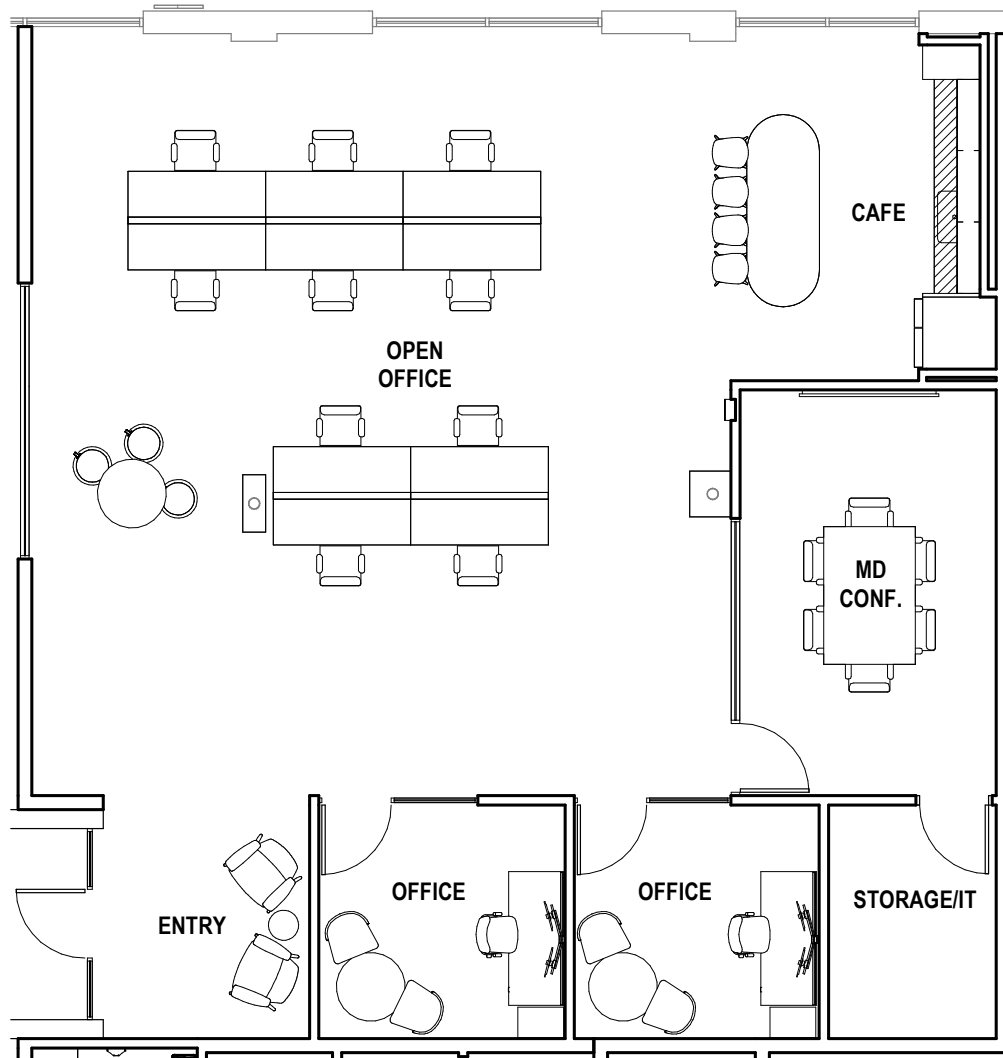 CAFE
OPEN
OFFICE
MD
CONF.
OFFICE
OFFICE
STORAGE/IT
ENTRY